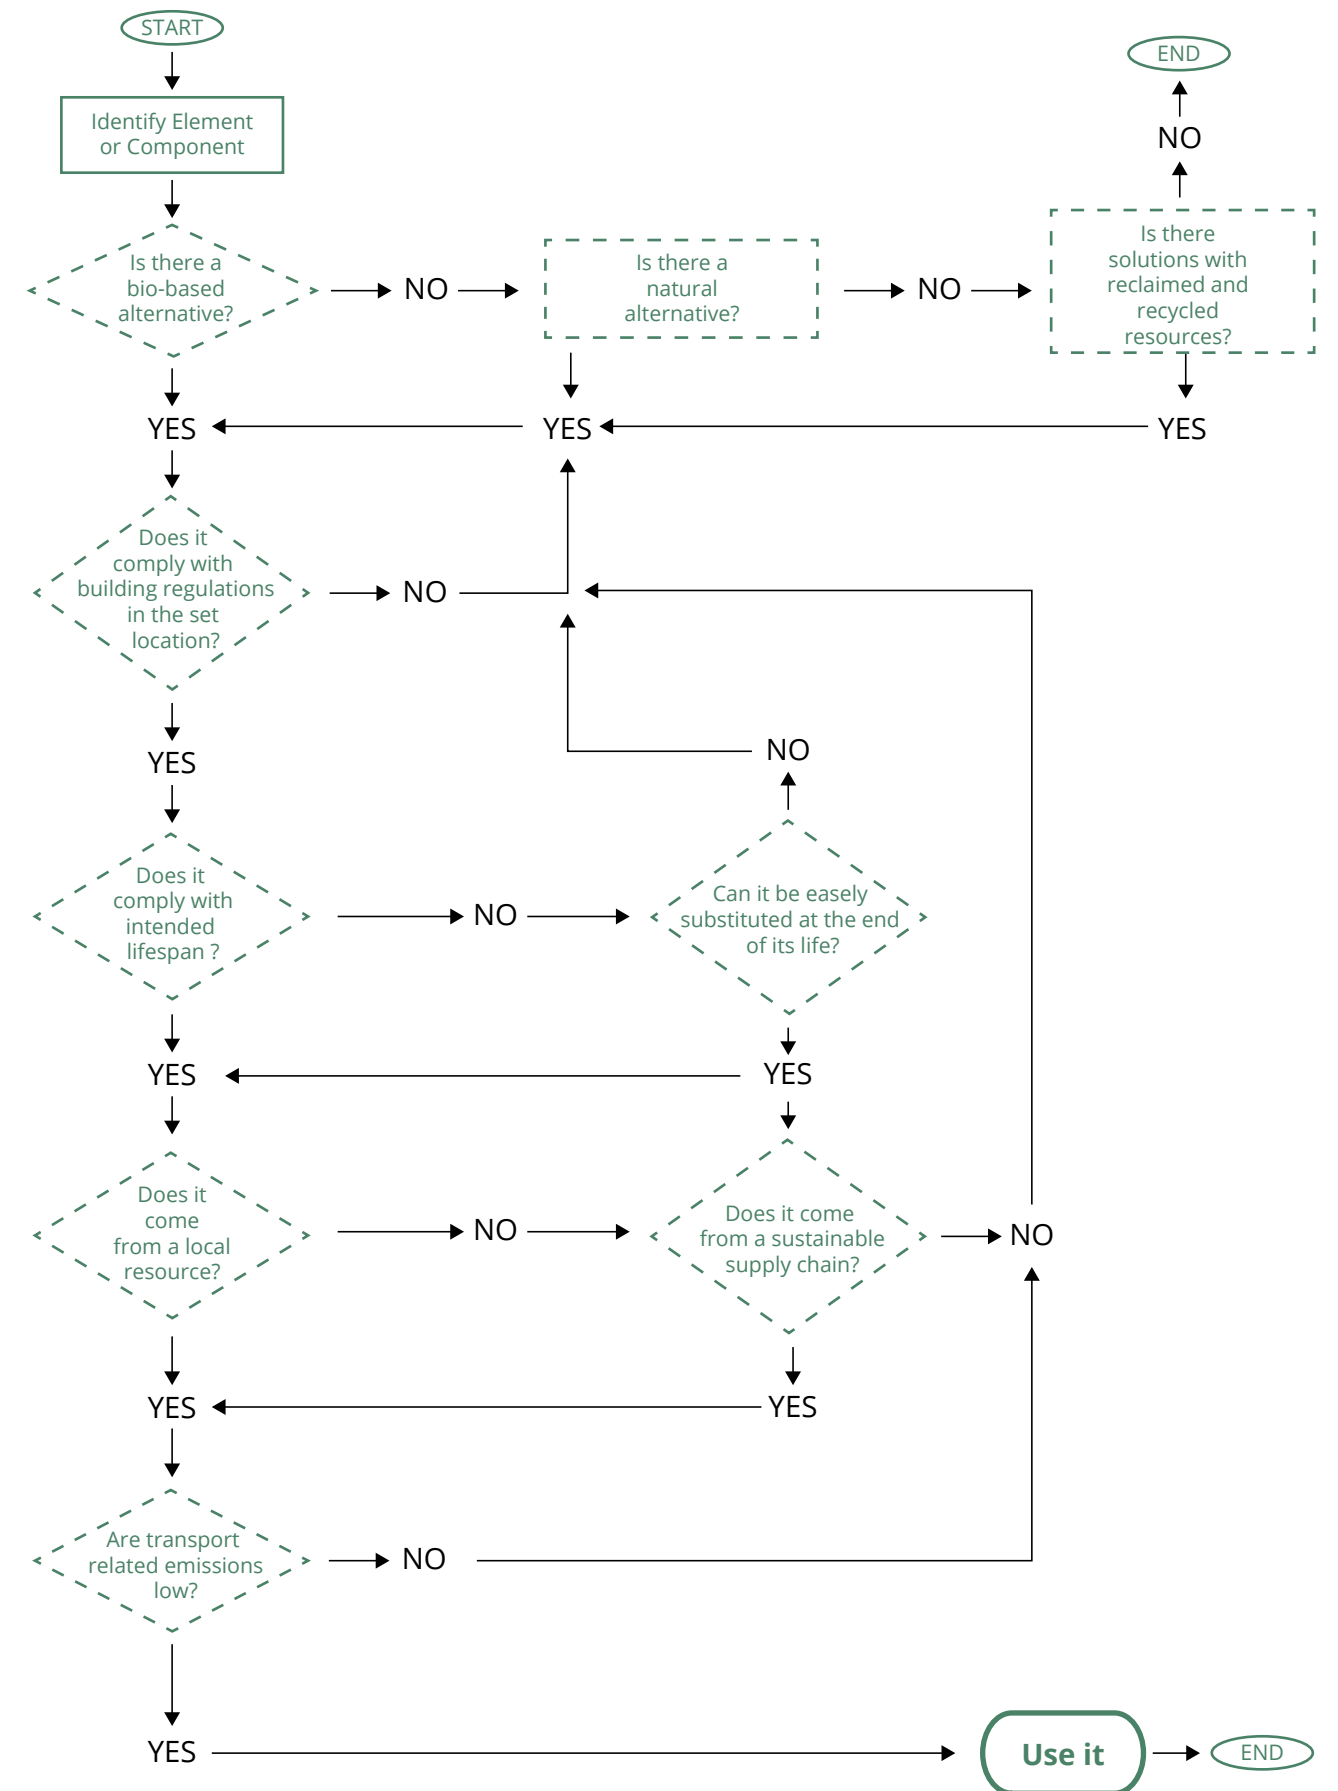 START
END
Identify Element
or Component
NO
Is there a
bio-based
alternative?
NO
Is there a
natural
alternative?
NO
Is there
solutions with
reclaimed and
recycled
resources?
YES
YES
YES
Does it
comply with
building regulations
in the set
location?
NO
YES
NO
Does it
comply with
intended
lifespan ?
NO
Can it be easely
substituted at the end
of its life?
YES
YES
Does it
come
from a local
resource?
NO
Does it come
from a sustainable
supply chain?
NO
YES
YES
Are transport
related emissions
low?
NO
YES
Use it
END